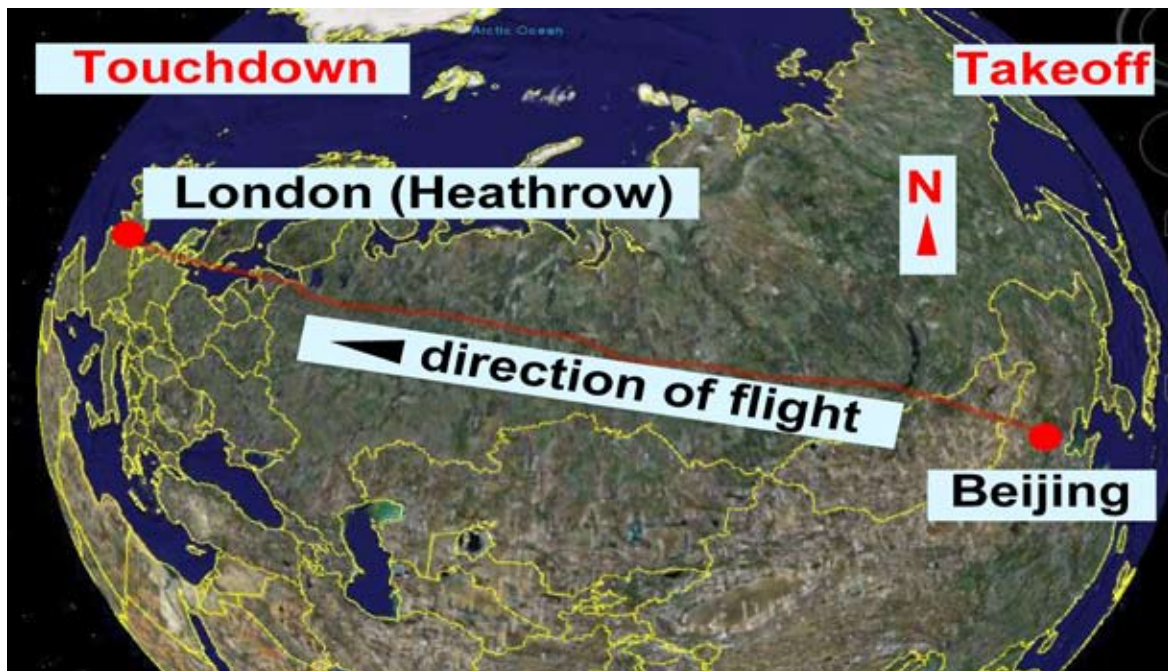 Arctic Ocean
Touchdown
Takeoff
London (Heathrow)
N
direction of flight
Beijing